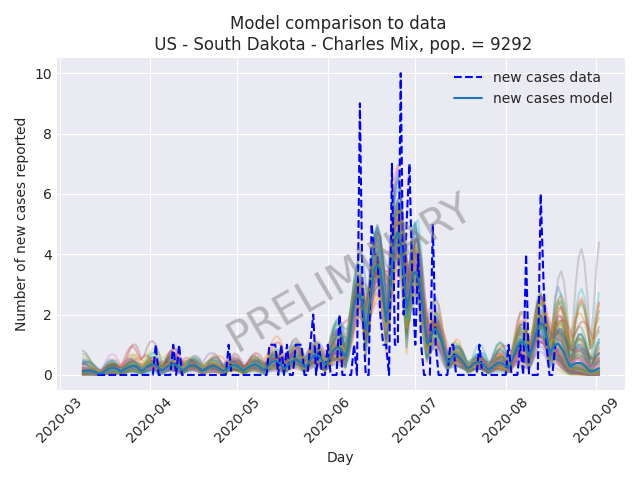 Model comparison to data
US - South Dakota - Charles Mix, pop. = 9292
new cases data
new cases model
PRELIMINARY
Number of new cases reported
10
8
6
4
2
0
2020-03
2020-04
2020-05
2020-06
2020-07
2020-08
2020-09
Day